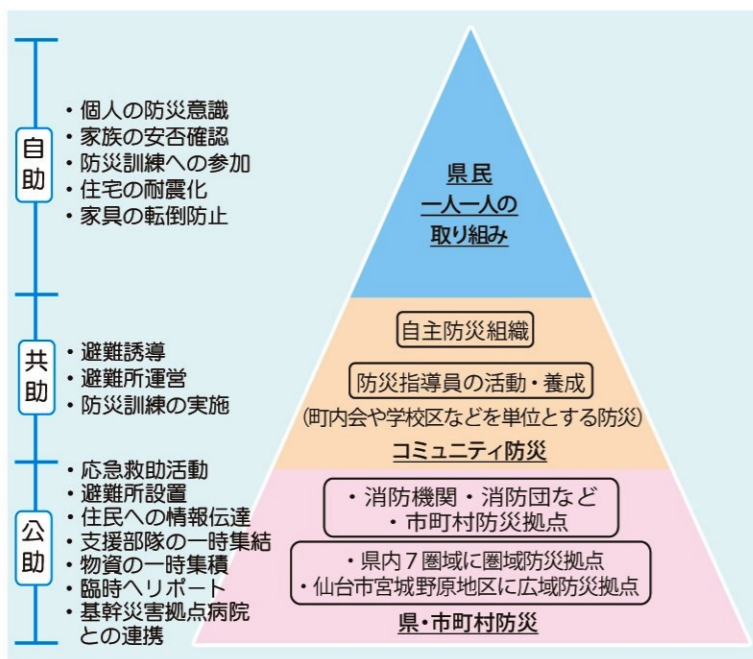 自助
・個人の防災意識
・家族の安否確認
・防災訓練への参加
・住宅の耐震化
・家具の転倒防止
県民
一人一人の
取り組み
共助
・避難誘導
・避難所運営
・防災訓練の実施
自主防災組織
防災指導員の活動・養成
(町内会や学校区などを単位とする防災)
コミュニティ防災
公助
・応急救助活動
・避難所設置
・住民への情報伝達
・支援部隊の一時集結
・物資の一時集積
・臨時ヘリポート
・基幹災害拠点病院
との連携
・消防機関・消防団など
・市町村防災拠点
・県内7圏域に圏域防災拠点
・仙台市宮城野原地区に広域防災拠点
県・市町村防災